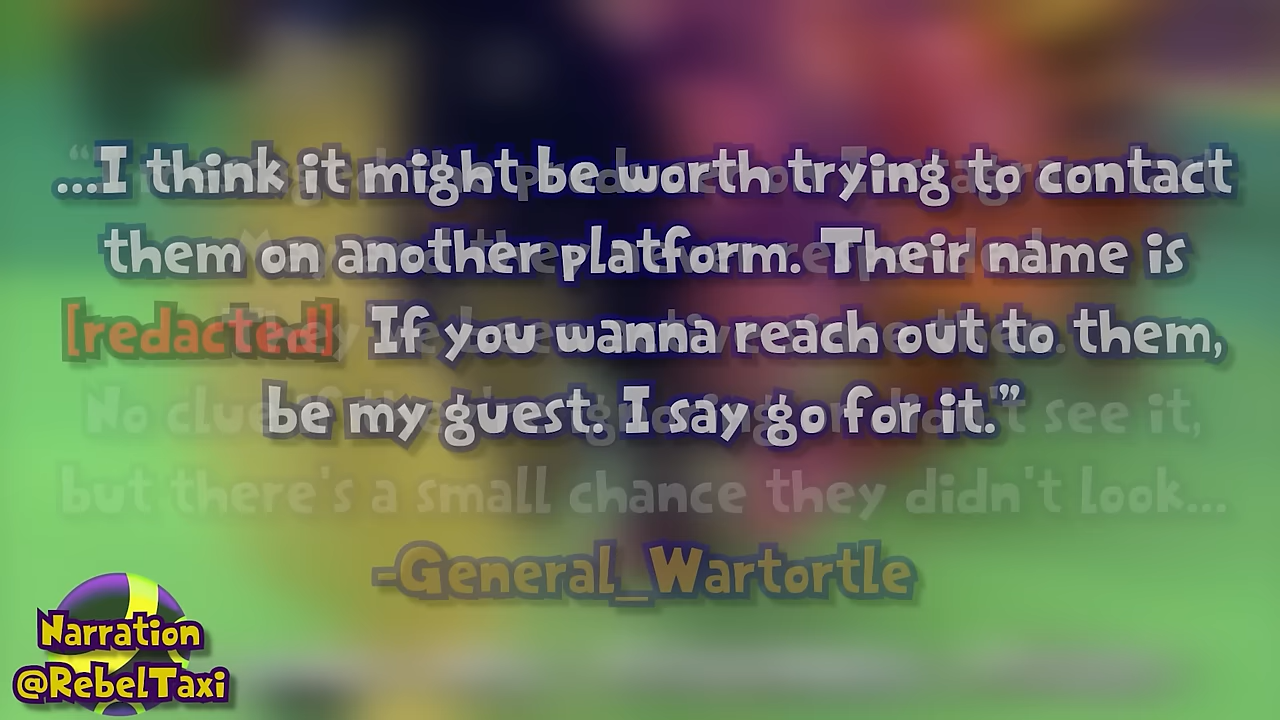 ...I think it might be worth trying to contact
them on another platform. Their name is
[redacted] If you wanna reach out to them,
be my guest. I say go for it.”
No clue
see it,
but there's a small chance they didn't look...
-General_Wartortle
Narration
@RebelTaxi